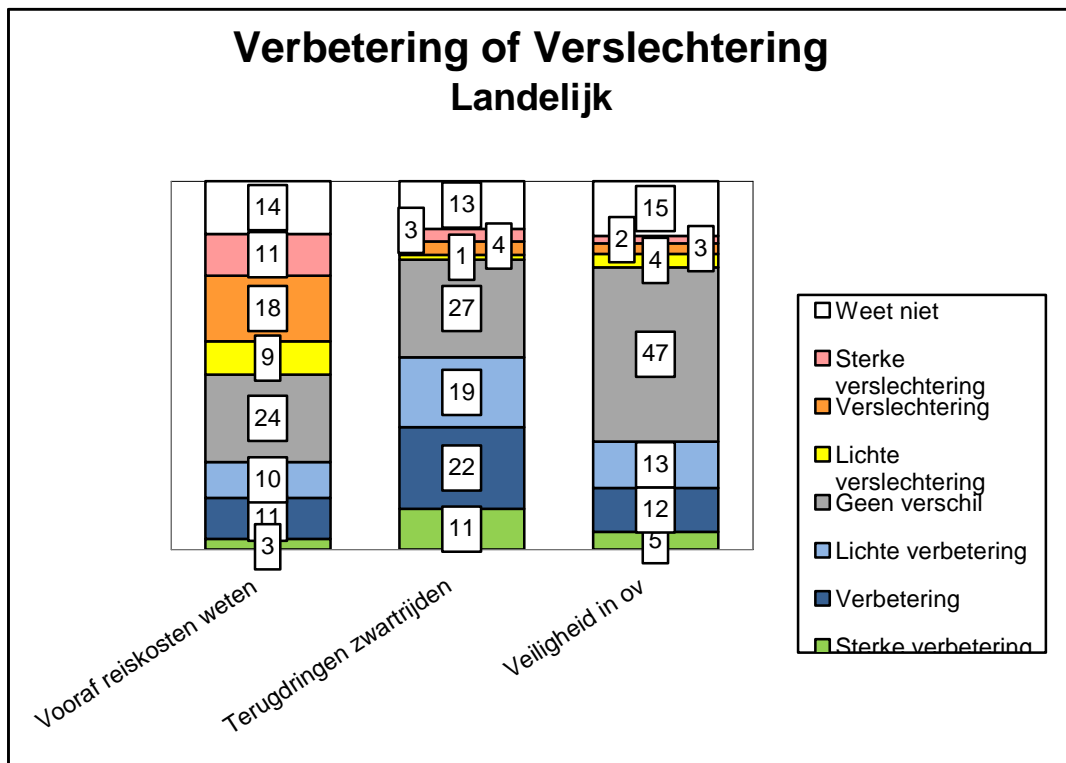 Verbetering of Verslechtering
Landelijk
14
11
18
9
24
10
11
3
13
3
4
1
27
19
22
11
15
2
3
4
47
13
12
5
Vooraf reiskosten weten
Terugdringen zwartrijden
Veiligheid in ov
Weet niet
Sterke
verslechtering
Verslechtering
Lichte
verslechtering
Geen verschil
Lichte verbetering
Verbetering
Sterke verbetering